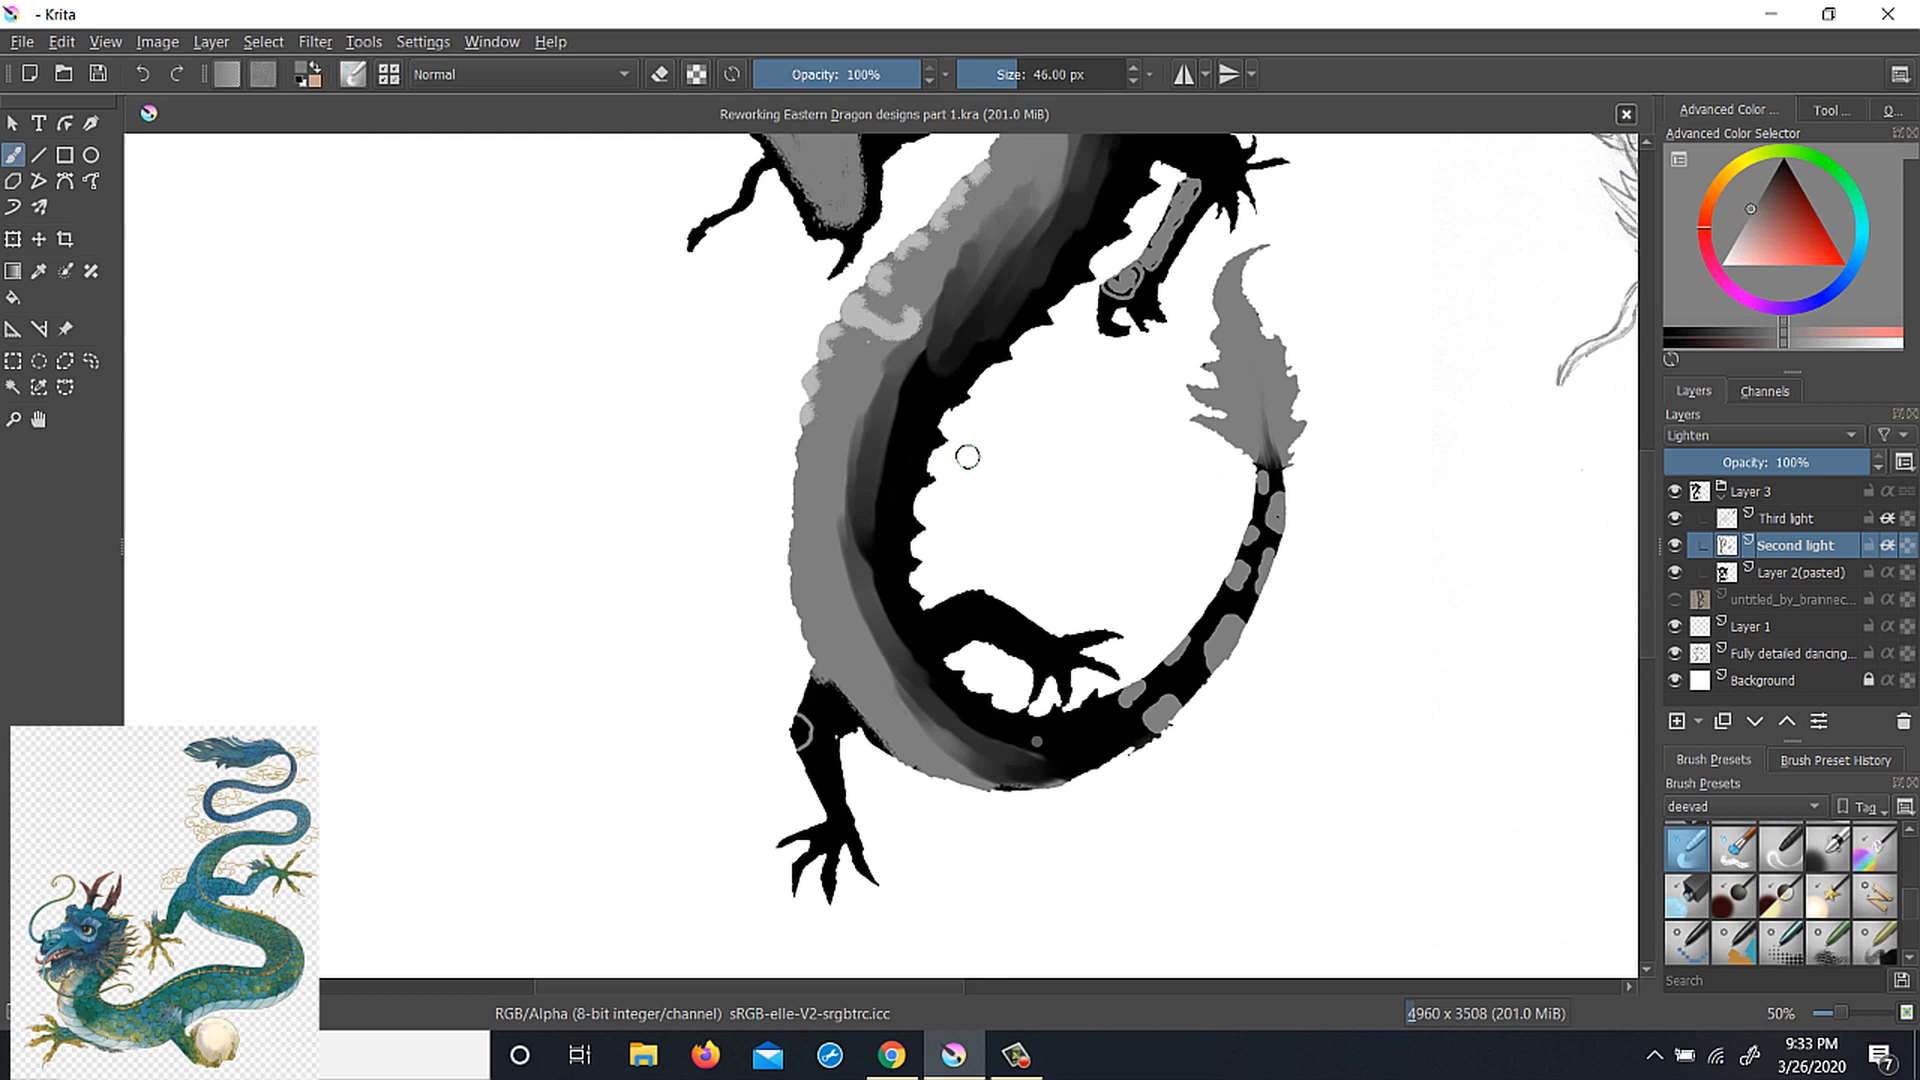 - Krita
File Edit View Image Layer Select Filter Tools Settings Window Help
Normal
Opacity: 100%
Size: 46.00 px
Reworking Eastern Dragon designs part 1.kra (201.0 MiB)
Advanced Color ... Tool ... O...
Advanced Color Selector
Layers Channels
Layers
Lighten
Opacity: 100%
Layer 3
Third light
Second light
Layer 2(pasted)
untitled_by_brainnec...
Layer 1
Fully detailed dancing...
Background
Brush Presets Brush Preset History
Brush Presets
deevad Tag
Search
RGB/Alpha (8-bit integer/channel) sRGB-elle-V2-srgbtrc.icc
4960 x 3508 (201.0 MiB)
50%
9:33 PM
3/26/2020
7